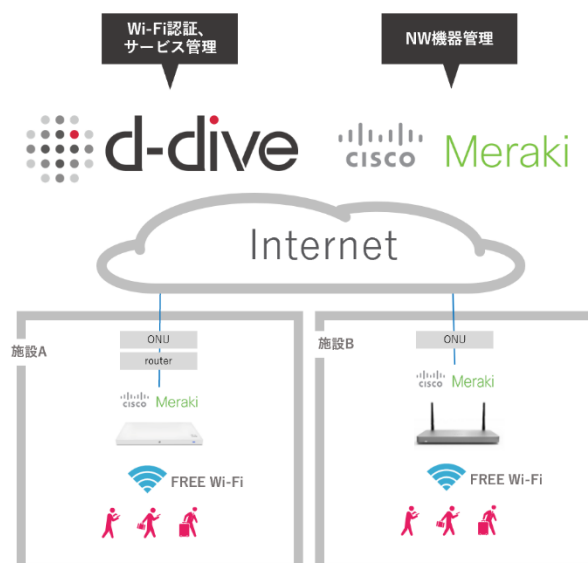 Wi-Fi認証、
サービス管理
NW機器管理
d-dive
CISCO Meraki
Internet
施設A
ONU
router
CISCO Meraki
FREE Wi-Fi
施設B
ONU
CISCO Meraki
FREE Wi-Fi